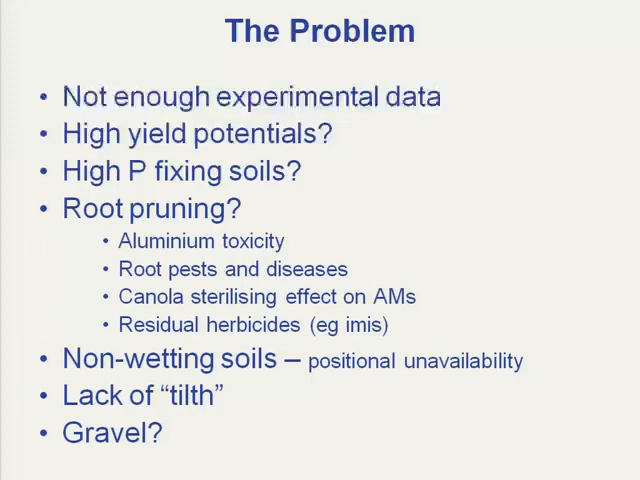 The Problem
• Not enough experimental data
• High yield potentials?
• High P fixing soils?
• Root pruning?
• Aluminium toxicity
• Root pests and diseases
• Canola sterilising effect on AMs
• Residual herbicides (eg imis)
• Non-wetting soils – positional unavailability
• Lack of “tilth”
• Gravel?